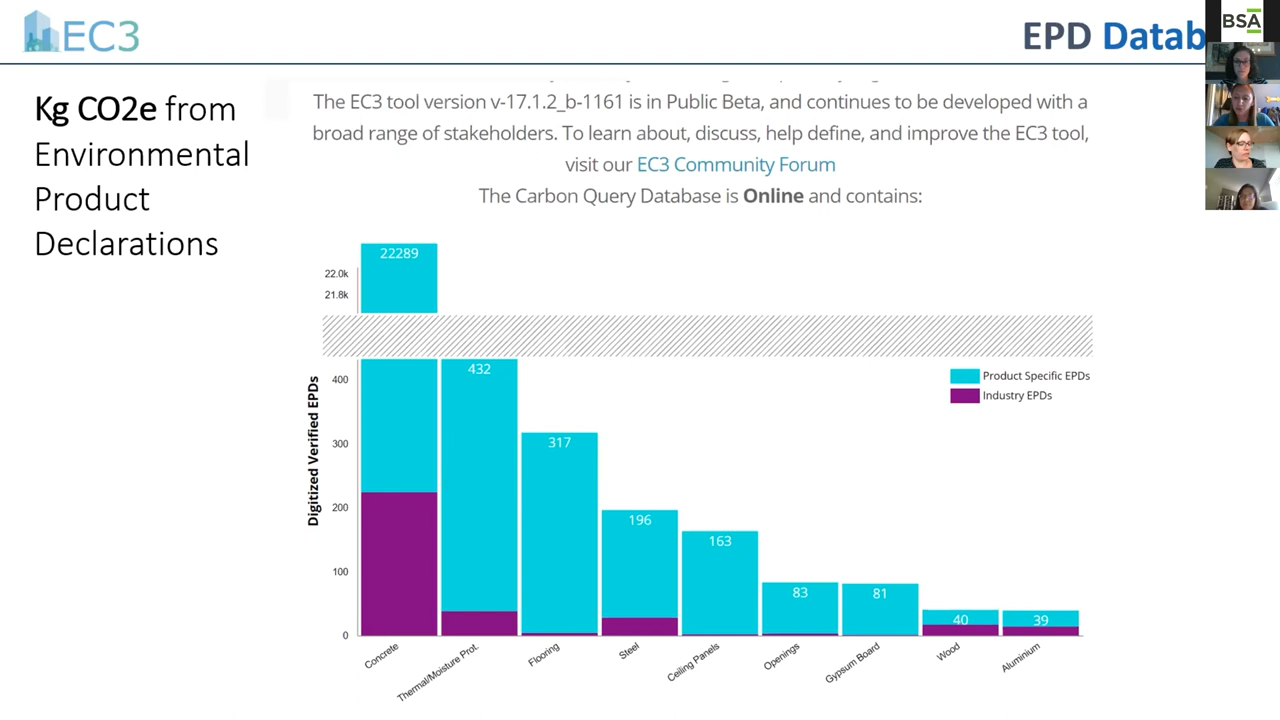 EC3
EPD Datab
BSA
Kg CO2e from
Environmental
Product
Declarations
The EC3 tool version v-17.1.2_b-1161 is in Public Beta, and continues to be developed with a
broad range of stakeholders. To learn about, discuss, help define, and improve the EC3 tool,
visit our EC3 Community Forum
The Carbon Query Database is Online and contains:
22289
22.0k
21.8k
Digitized Verified EPDs
400
300
200
100
0
432
317
196
163
83
81
40
39
Product Specific EPDs
Industry EPDs
Concrete
Thermal/Moisture Prot.
Flooring
Steel
Ceiling Panels
Openings
Gypsum Board
Wood
Aluminium